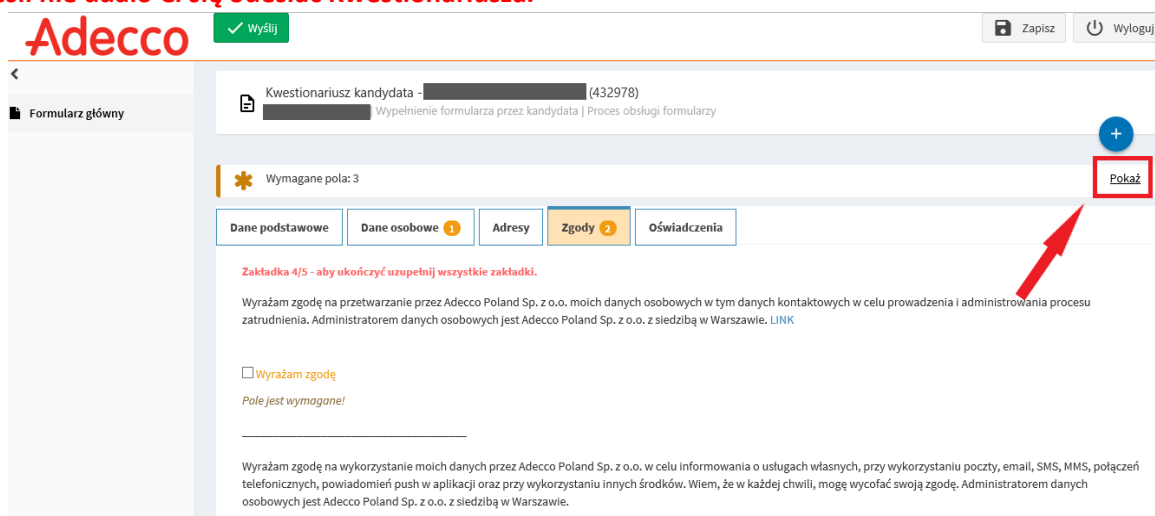 nie udało Ci się odesłać kwestionariusza.
Adecco
Wyślij
Zapisz
Wyloguj
Formularz główny
Kwestionariusz kandydata - (432978)
| Wypełnienie formularza przez kandydata | Proces obsługi formularzy
+
Wymagane pola: 3
Pokaż
Dane podstawowe Dane osobowe 1 Adresy Zgody 2 Oświadczenia
Zakładka 4/5 - aby ukończyć uzupełnij wszystkie zakładki.
Wyrażam zgodę na przetwarzanie przez Adecco Poland Sp. z o.o. moich danych osobowych w tym danych kontaktowych w celu prowadzenia i administrowania procesu
zatrudnienia. Administratorem danych osobowych jest Adecco Poland Sp. z o.o. z siedzibą w Warszawie. LINK
Wyrażam zgodę
Pole jest wymagane!
Wyrażam zgodę na wykorzystanie moich danych przez Adecco Poland Sp. z o.o. w celu informowania o usługach własnych, przy wykorzystaniu poczty, email, SMS, MMS, połączeń
telefonicznych, powiadomień push w aplikacji oraz przy wykorzystaniu innych środków. Wiem, że w każdej chwili, mogę wycofać swoją zgodę. Administratorem danych
osobowych jest Adecco Poland Sp. z o.o. z siedzibą w Warszawie.